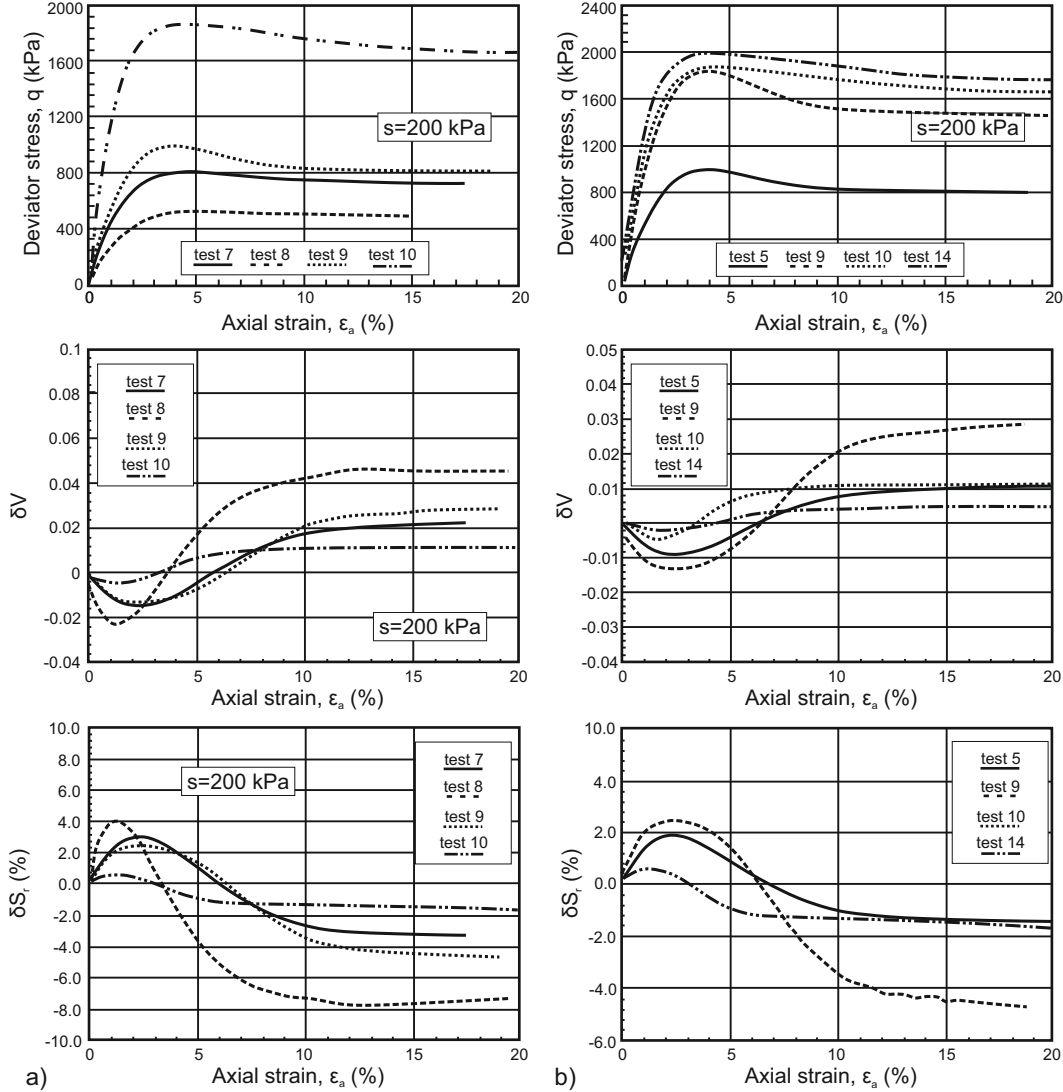 2000
1600
1200
800
400
0
Deviator stress, q (kPa)
s=200 kPa
test 7 test 8 test 9 test 10
0 5 10 15 20
Axial strain, εa (%)
2400
2000
1600
1200
800
400
0
Deviator stress, q (kPa)
s=200 kPa
test 5 test 9 test 10 test 14
0 5 10 15 20
Axial strain, εa (%)
0.1
0.08
0.06
0.04
0.02
0
-0.02
-0.04
δV
test 7
test 8
test 9
test 10
s=200 kPa
0 5 10 15 20
Axial strain, εa (%)
0.05
0.04
0.03
0.03
0.01
-0.01
-0.02
-0.03
-0.04
δV
test 5
test 9
test 10
test 14
0 5 10 15 20
Axial strain, εa (%)
10.0
8.0
6.0
4.0
2.0
0.0
-2.0
-4.0
-6.0
-8.0
-10.0
δSr (%)
s=200 kPa
test 7
test 8
test 9
test 10
0 5 10 15 20
Axial strain, εa (%)
a)
10.0
4.0
2.0
0.0
-2.0
-4.0
-6.0
δSr (%)
test 5
test 9
test 10
test 14
0 5 10 15 20
Axial strain, εa (%)
b)